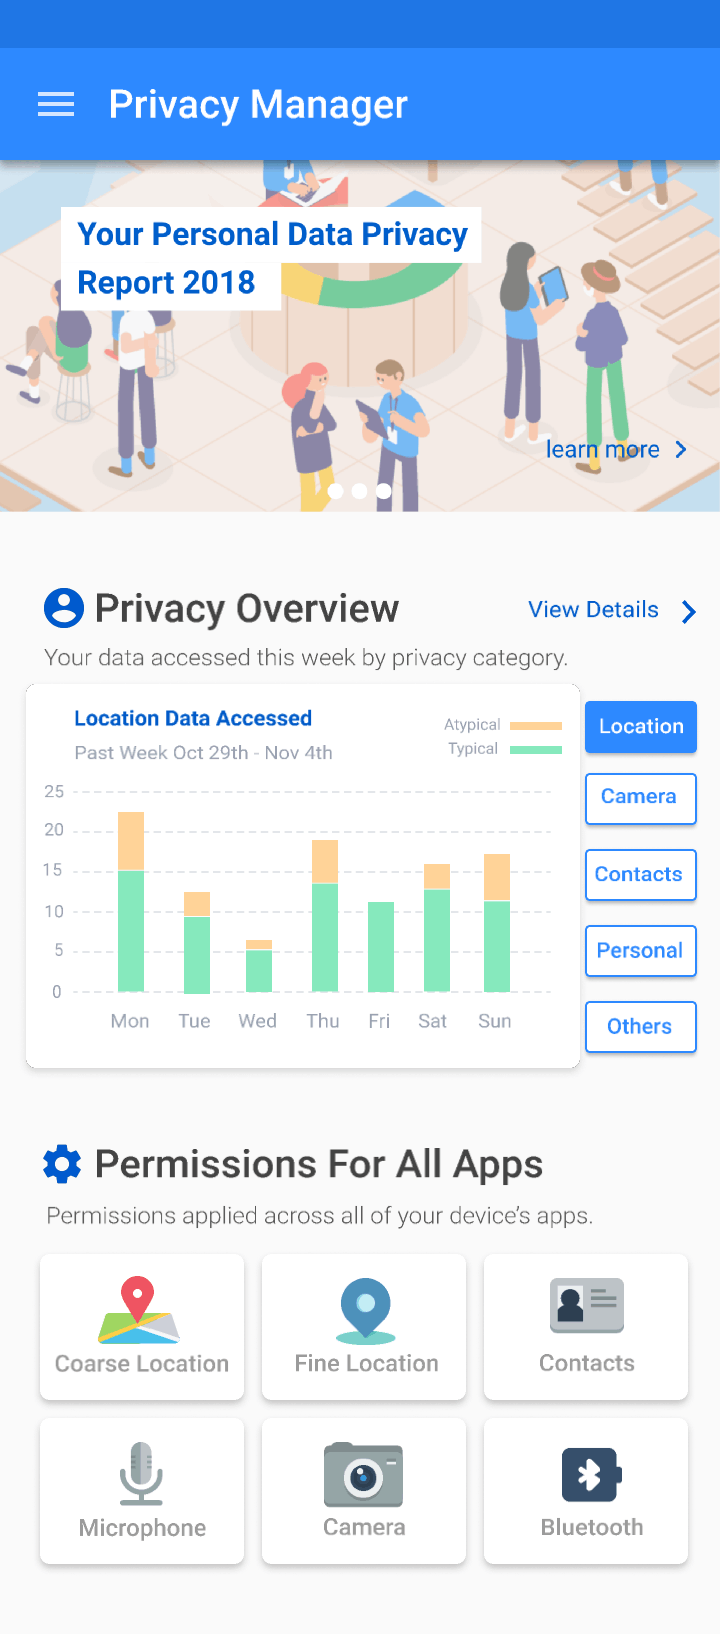 Privacy Manager
Your Personal Data Privacy
Report 2018
learn more
Privacy Overview
View Details
Your data accessed this week by privacy category.
Location Data Accessed
Past Week Oct 29th - Nov 4th
Atypical
Typical
25
20
15
10
5
0
Mon Tue Wed Thu Fri Sat Sun
Location
Camera
Contacts
Personal
Others
Permissions For All Apps
Permissions applied across all of your device's apps.
Coarse Location Fine Location Contacts
Microphone Camera Bluetooth